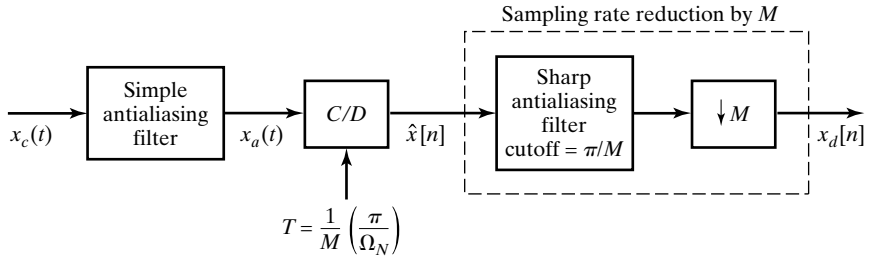 Sampling rate reduction by M
Simple
antialiasing
filter
C/D
Sharp
antialiasing
filter
cutoff = π/M
↓ M
x_c(t)
x_a(t)
x̂[n]
x_d[n]
T = 1/M (π/Ω_N)